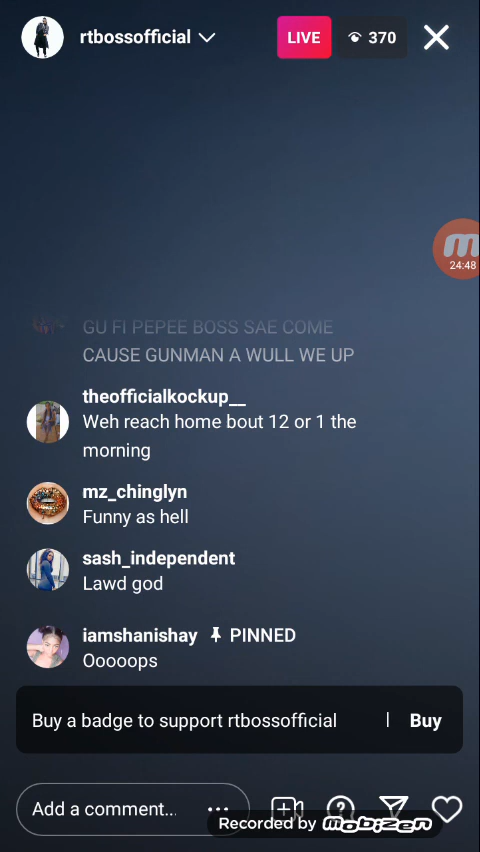 rtbossofficial
LIVE
370
24:48
GU FI PEPEE BOSS SAE COME
CAUSE GUNMAN A WULL WE UP
theofficialkockup__
Weh reach home bout 12 or 1 the
morning
mz_chinglyn
Funny as hell
sash_independent
Lawd god
iamshanishay PINNED
Ooooops
Buy a badge to support rtbossofficial | Buy
Add a comment...
Recorded by mobizen